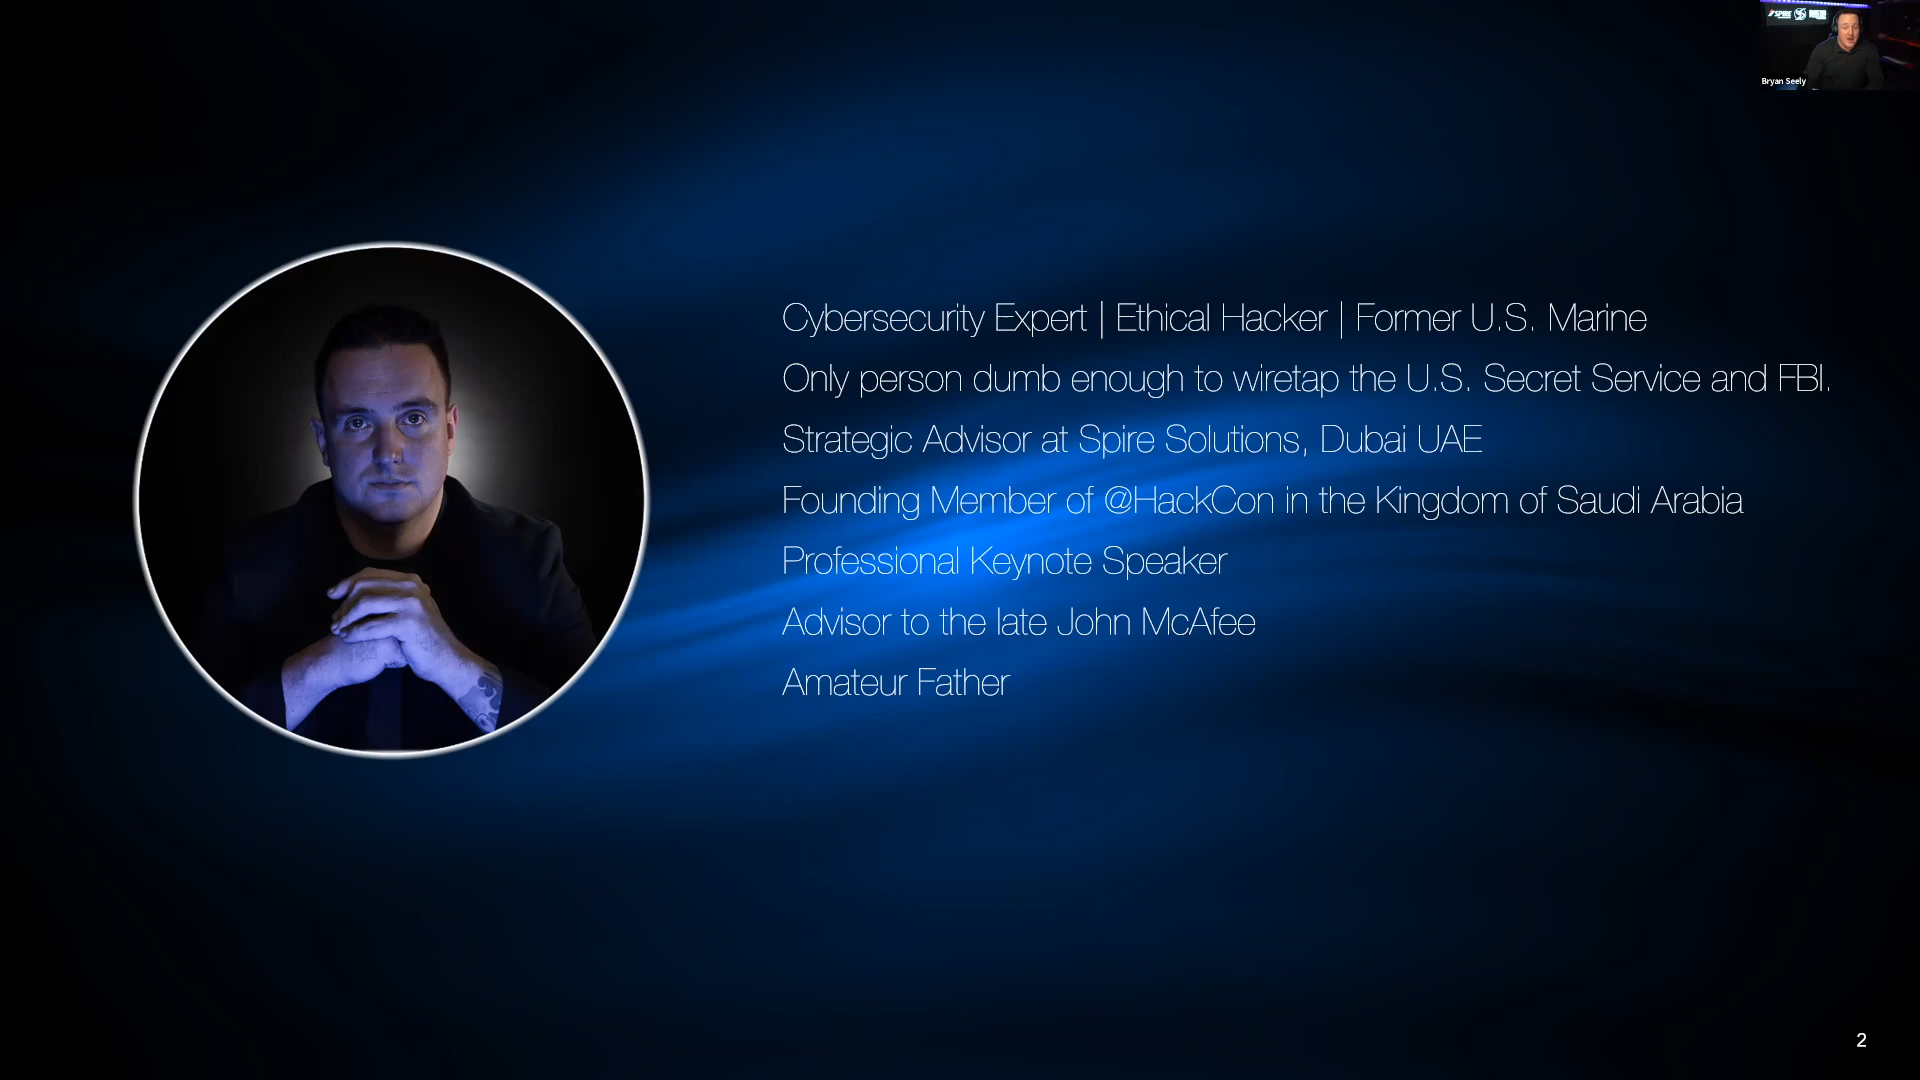 SPIRE
Bryan Seely
Cybersecurity Expert | Ethical Hacker | Former U.S. Marine
Only person dumb enough to wiretap the U.S. Secret Service and FBI.
Strategic Advisor at Spire Solutions, Dubai UAE
Founding Member of @HackCon in the Kingdom of Saudi Arabia
Professional Keynote Speaker
Advisor to the late John McAfee
Amateur Father
2